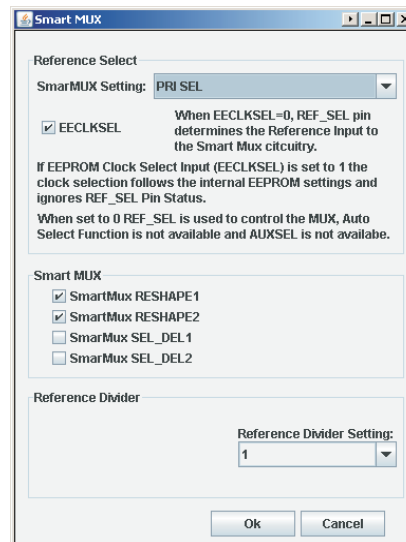 Smart MUX
Reference Select
SmarMUX Setting: PRI SEL
EECLKSEL
When EECLKSEL=0, REF_SEL pin
determines the Reference Input to
the Smart Mux citcuitry.
If EEPROM Clock Select Input (EECLKSEL) is set to 1 the
clock selection follows the internal EEPROM settings and
ignores REF_SEL Pin Status.
When set to 0 REF_SEL is used to control the MUX, Auto
Select Function is not available and AUXSEL is not availabe.
Smart MUX
SmartMux RESHAPE1
SmartMux RESHAPE2
SmarMux SEL_DEL1
SmarMux SEL_DEL2
Reference Divider
Reference Divider Setting:
1
Ok Cancel